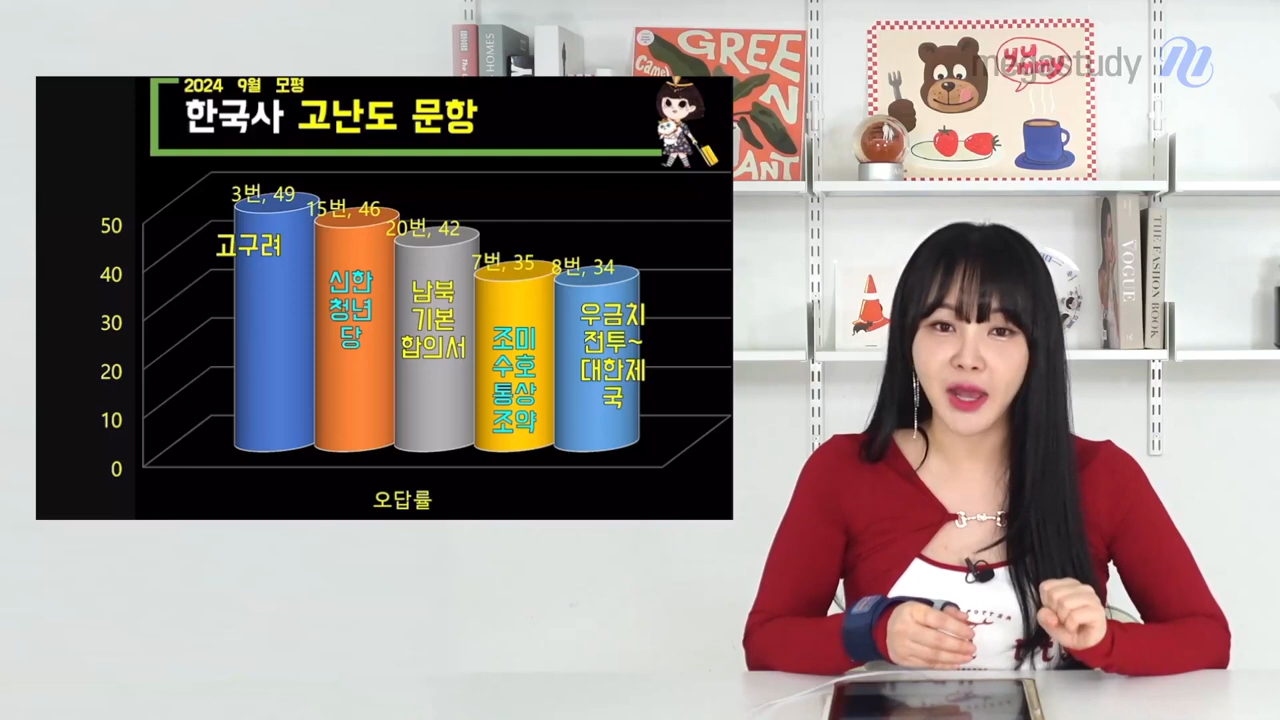 2024 9월 모평
한국사 고난도 문항
50
40
30
20
10
0
3번, 49
15번, 46
20번, 42
7번, 35
8번, 34
고구려
신한
청년
당
남북
기본
합의서
조미
수호
통상
조약
우금치
전투~
대한제
국
오답률
HOMES
GREE
N
ANT
yummy
megastudy
VOGUE
THE FASHION BOOK